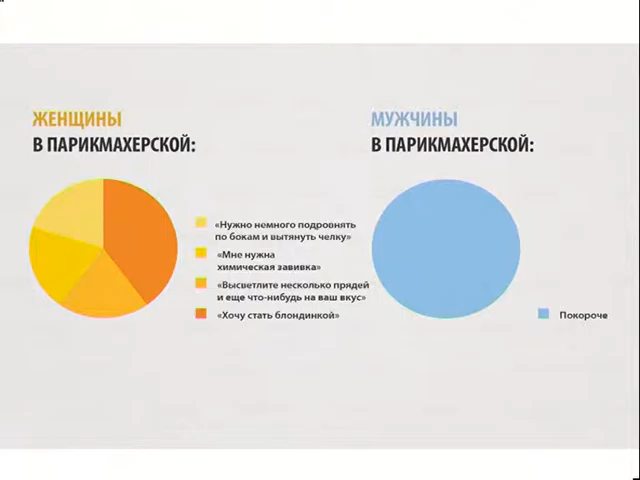 ЖЕНЩИНЫ
В ПАРИКМАХЕРСКОЙ:
«Нужно немного подровнять
по бокам и вытянуть челку»
«Мне нужна
химическая завивка»
«Высветлите несколько прядей
и еще что-нибудь на ваш вкус»
«Хочу стать блондинкой»
МУЖЧИНЫ
В ПАРИКМАХЕРСКОЙ:
Покороче